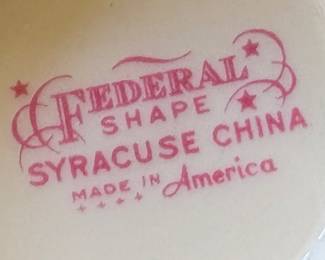 FEDERAL
SHAPE
SYRACUSE CHINA
MADE IN America